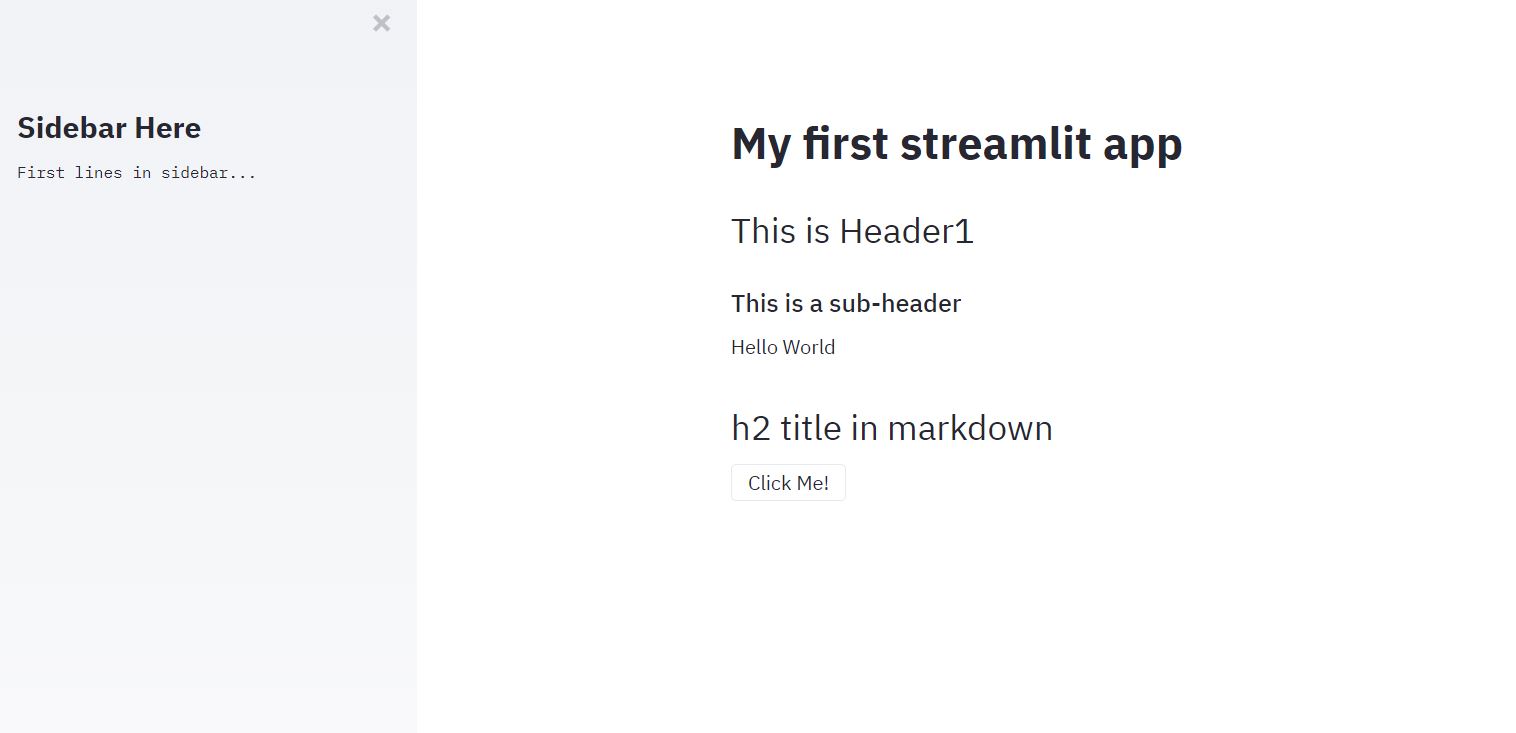 Sidebar Here
First lines in sidebar...
My first streamlit app
This is Header1
This is a sub-header
Hello World
h2 title in markdown
Click Me!